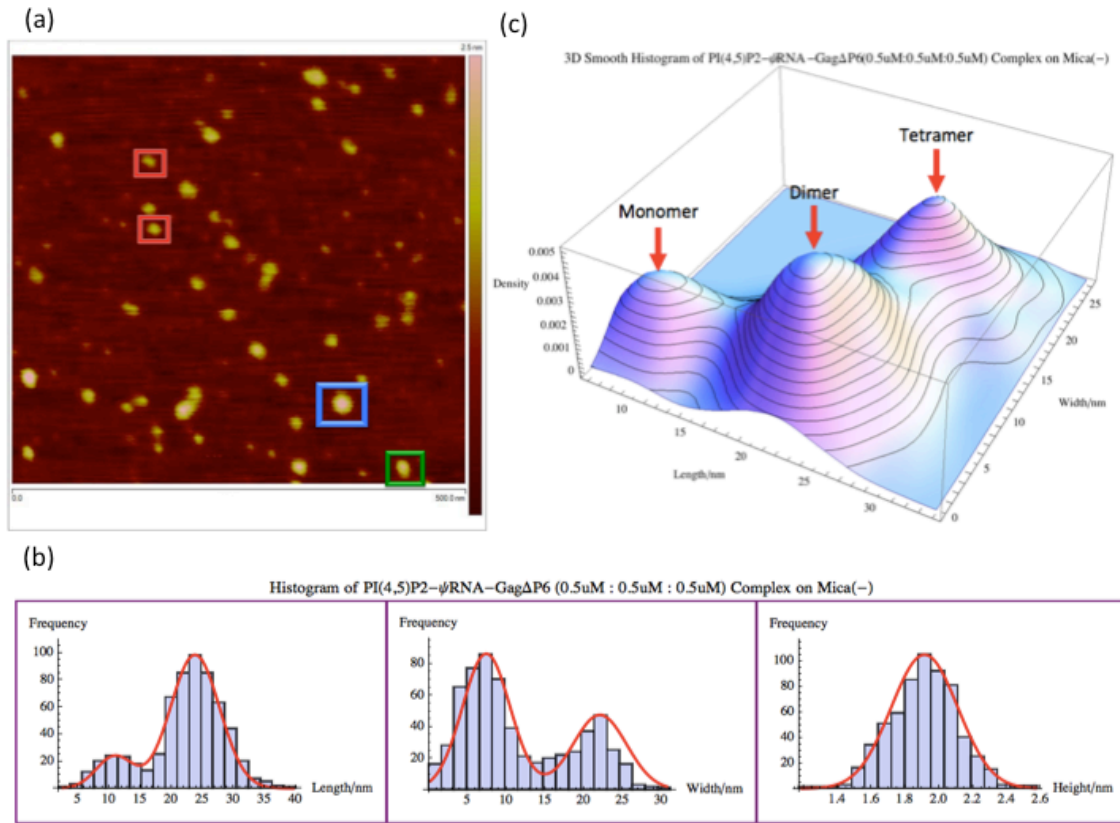 (a)
2.5 nm
0.0
500.0 nm
(c)
3D Smooth Histogram of PI(4,5)P2−ψRNA−GagΔP6(0.5uM:0.5uM:0.5uM) Complex on Mica(−)
Tetramer
Dimer
Monomer
0.005
0.004
Density
0.003
0.002
0.001
0
10
15
20
25
30
Length/nm
0
5
10
15
20
25
Width/nm
(b)
Histogram of PI(4,5)P2−ψRNA−GagΔP6 (0.5uM : 0.5uM : 0.5uM) Complex on Mica(−)
Frequency
100
80
60
40
20
5 10 15 20 25 30 35 40
Length/nm
Frequency
80
60
40
20
5 10 15 20 25 30
Width/nm
Frequency
120
100
80
60
40
20
1.4 1.6 1.8 2.0 2.2 2.4 2.6
Height/nm